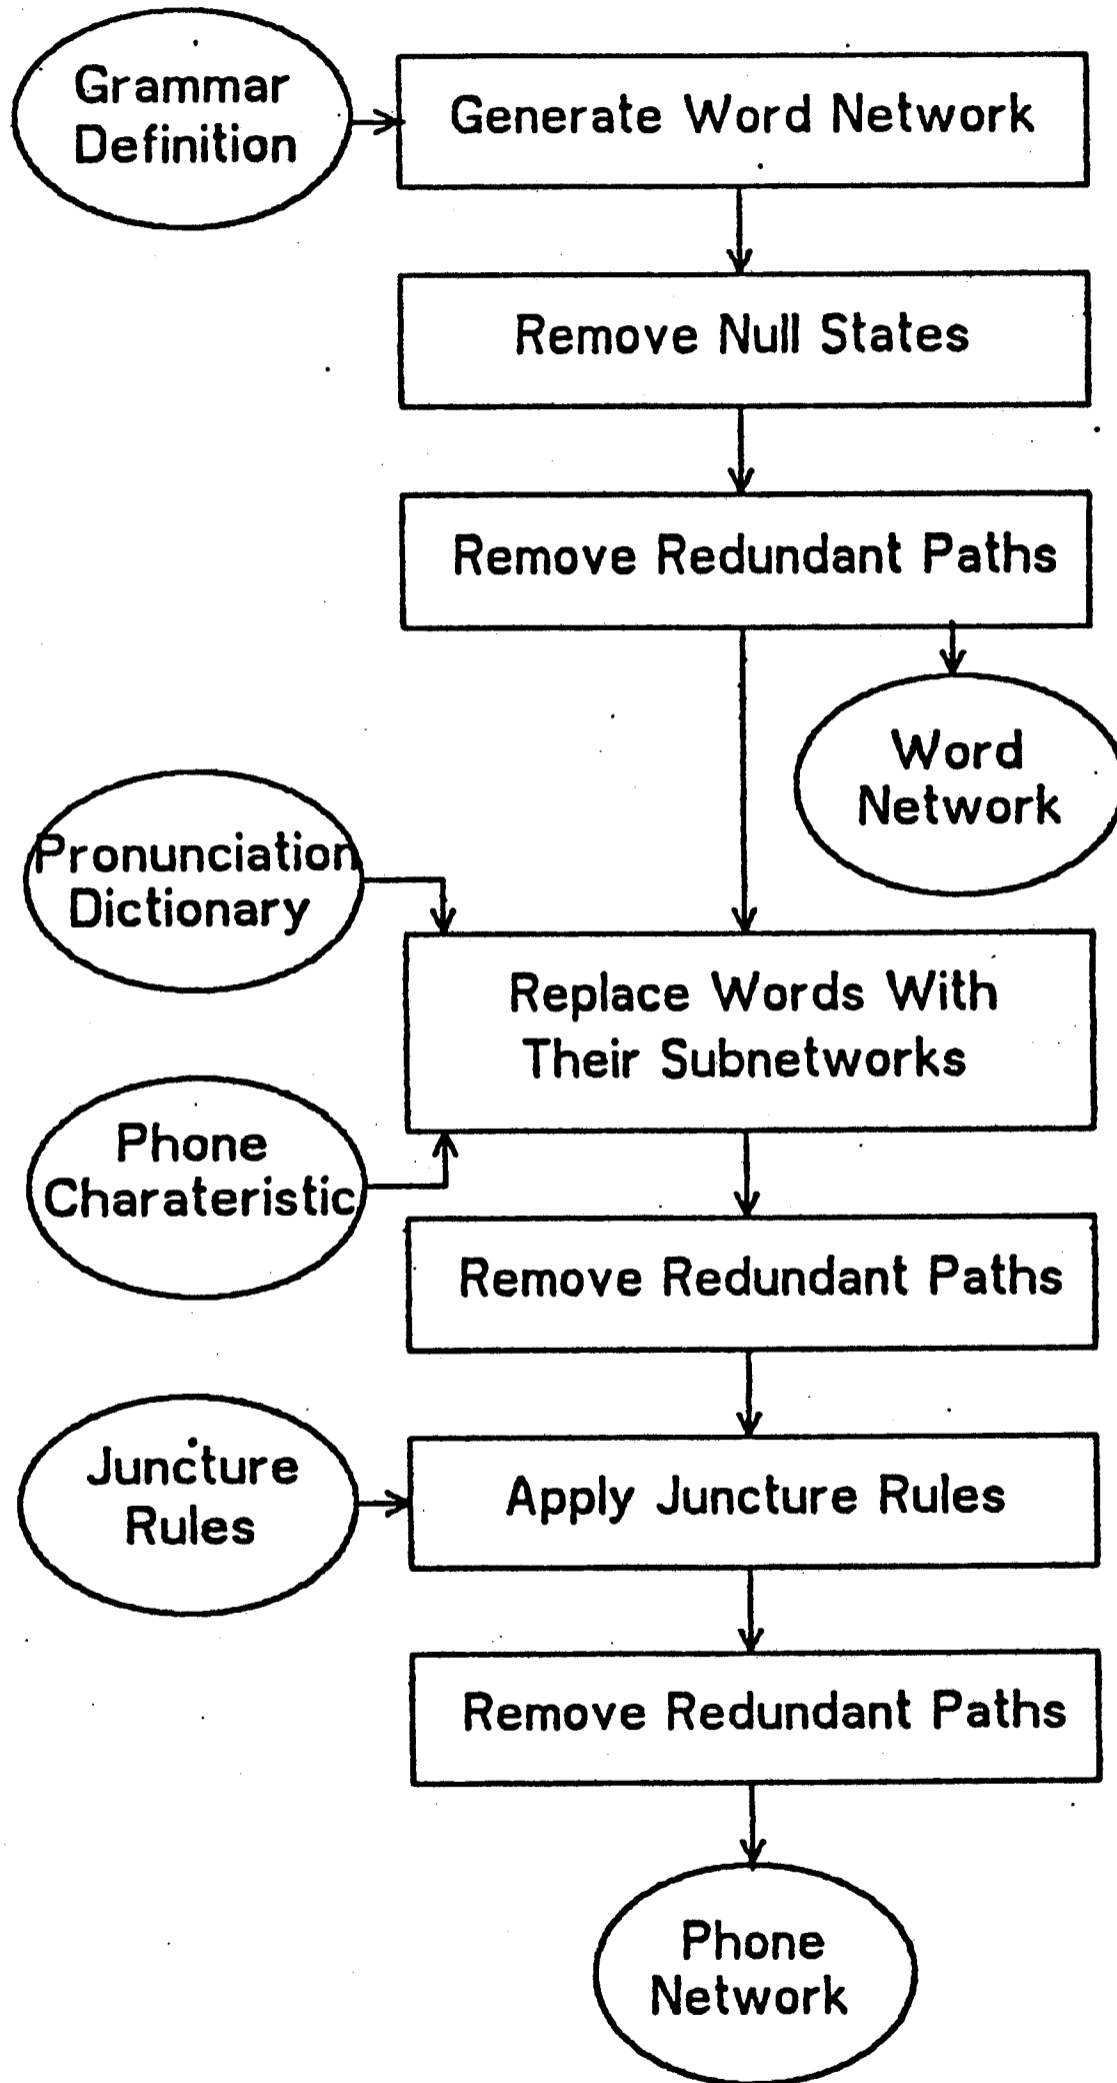 Grammar
Definition
Generate Word Network
Remove Null States
Remove Redundant Paths
Word
Network
Pronunciation
Dictionary
Replace Words With
Their Subnetworks
Phone
Charateristic
Remove Redundant Paths
Juncture
Rules
Apply Juncture Rules
Remove Redundant Paths
Phone
Network